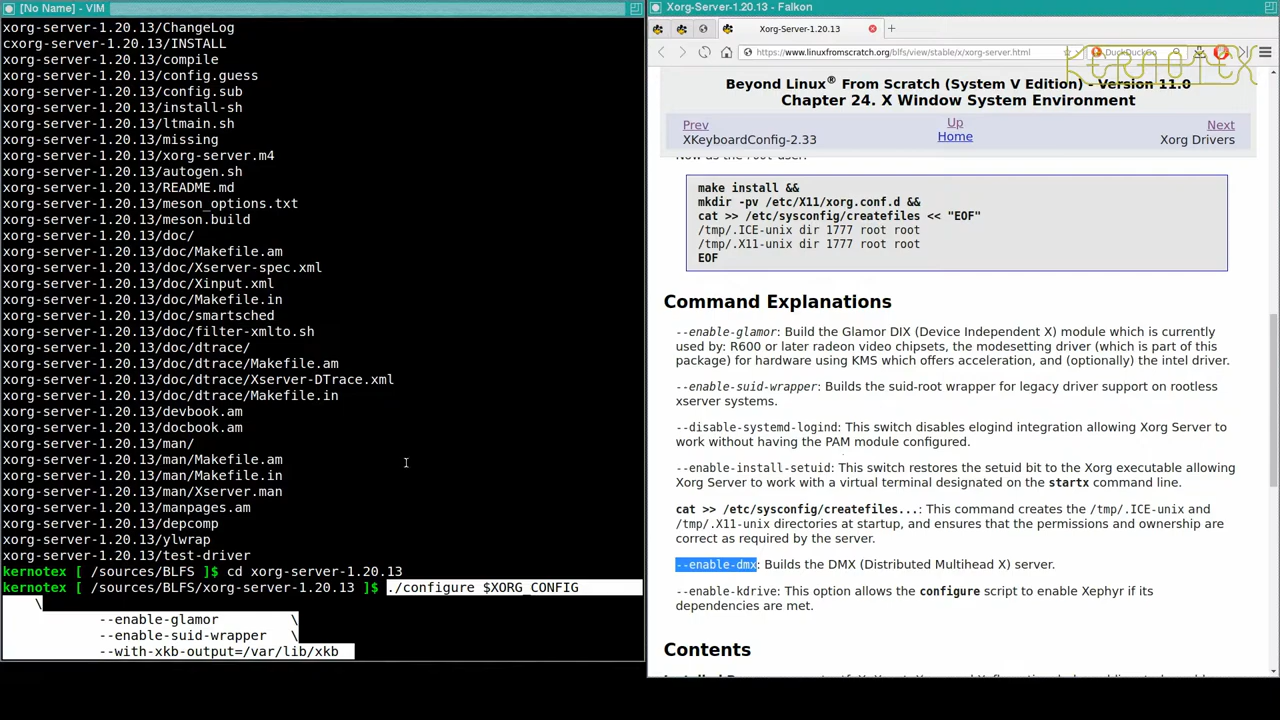 [No Name] - VIM
xorg-server-1.20.13/ChangeLog
cxorg-server-1.20.13/INSTALL
xorg-server-1.20.13/compile
xorg-server-1.20.13/config.guess
xorg-server-1.20.13/config.sub
xorg-server-1.20.13/install-sh
xorg-server-1.20.13/ltmain.sh
xorg-server-1.20.13/missing
xorg-server-1.20.13/xorg-server.m4
xorg-server-1.20.13/autogen.sh
xorg-server-1.20.13/README.md
xorg-server-1.20.13/meson_options.txt
xorg-server-1.20.13/meson.build
xorg-server-1.20.13/doc/
xorg-server-1.20.13/doc/Makefile.am
xorg-server-1.20.13/doc/Xserver-spec.xml
xorg-server-1.20.13/doc/Xinput.xml
xorg-server-1.20.13/doc/Makefile.in
xorg-server-1.20.13/doc/smartsched
xorg-server-1.20.13/doc/filter-xmlto.sh
xorg-server-1.20.13/doc/dtrace/
xorg-server-1.20.13/doc/dtrace/Makefile.am
xorg-server-1.20.13/doc/dtrace/Xserver-DTrace.xml
xorg-server-1.20.13/doc/dtrace/Makefile.in
xorg-server-1.20.13/devbook.am
xorg-server-1.20.13/docbook.am
xorg-server-1.20.13/man/
xorg-server-1.20.13/man/Makefile.am
xorg-server-1.20.13/man/Makefile.in
xorg-server-1.20.13/man/Xserver.man
xorg-server-1.20.13/manpages.am
xorg-server-1.20.13/depcomp
xorg-server-1.20.13/ylwrap
xorg-server-1.20.13/test-driver
kernotex [ /sources/BLFS ]$ cd xorg-server-1.20.13
kernotex [ /sources/BLFS/xorg-server-1.20.13 ]$ ./configure $XORG_CONFIG
\
--enable-glamor \
--enable-suid-wrapper \
--with-xkb-output=/var/lib/xkb
Xorg-Server-1.20.13 - Falkon
Xorg-Server-1.20.13
https://www.linuxfromscratch.org/blfs/view/stable/x/xorg-server.html
DuckDuckGo
KERNOTEX
Beyond Linux® From Scratch (System V Edition) - Version 11.0
Chapter 24. X Window System Environment
Prev
Up
Next
XKeyboardConfig-2.33
Home
Xorg Drivers
Now as the root user:
make install &&
mkdir -pv /etc/X11/xorg.conf.d &&
cat >> /etc/sysconfig/createfiles << "EOF"
/tmp/.ICE-unix dir 1777 root root
/tmp/.X11-unix dir 1777 root root
EOF
Command Explanations
--enable-glamor: Build the Glamor DIX (Device Independent X) module which is currently
used by: R600 or later radeon video chipsets, the modesetting driver (which is part of this
package) for hardware using KMS which offers acceleration, and (optionally) the intel driver.
--enable-suid-wrapper: Builds the suid-root wrapper for legacy driver support on rootless
xserver systems.
--disable-systemd-logind: This switch disables elogind integration allowing Xorg Server to
work without having the PAM module configured.
--enable-install-setuid: This switch restores the setuid bit to the Xorg executable allowing
Xorg Server to work with a virtual terminal designated on the startx command line.
cat >> /etc/sysconfig/createfiles...: This command creates the /tmp/.ICE-unix and
/tmp/.X11-unix directories at startup, and ensures that the permissions and ownership are
correct as required by the server.
--enable-dmx: Builds the DMX (Distributed Multihead X) server.
--enable-kdrive: This option allows the configure script to enable Xephyr if its
dependencies are met.
Contents